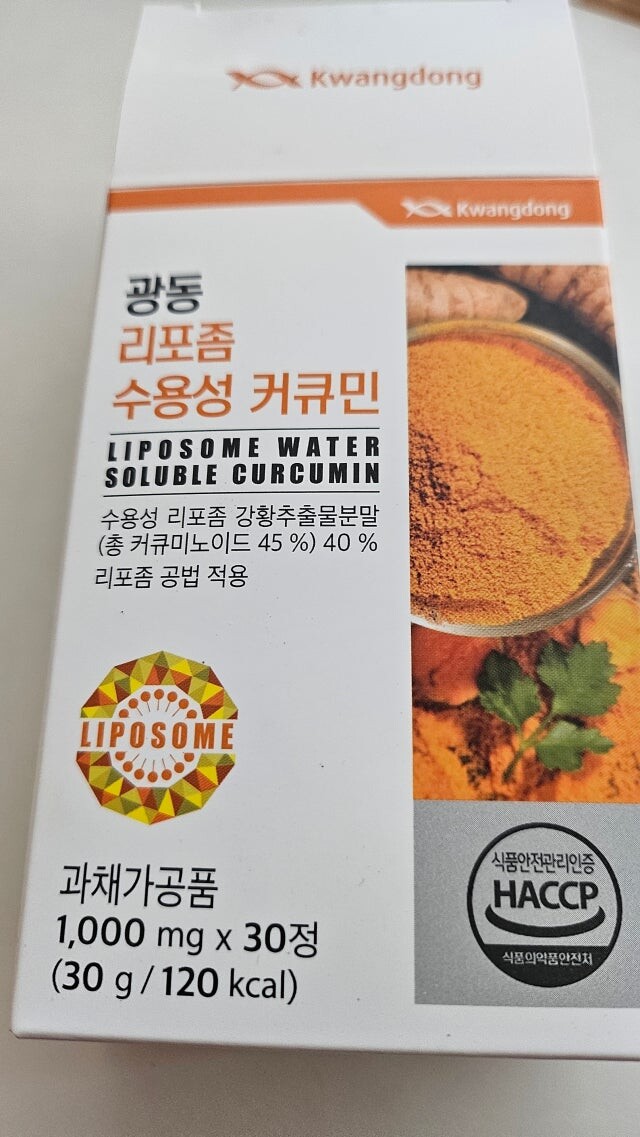 Kwangdong
Kwangdong
광동
리포좀
수용성 커큐민
LIPOSOME WATER
SOLUBLE CURCUMIN
수용성 리포좀 강황추출물분말
(총 커큐미노이드 45 %) 40 %
리포좀 공법 적용
LIPOSOME
과채가공품
1,000 mg x 30정
(30 g / 120 kcal)
식품안전관리인증
HACCP
식품의약품안전처